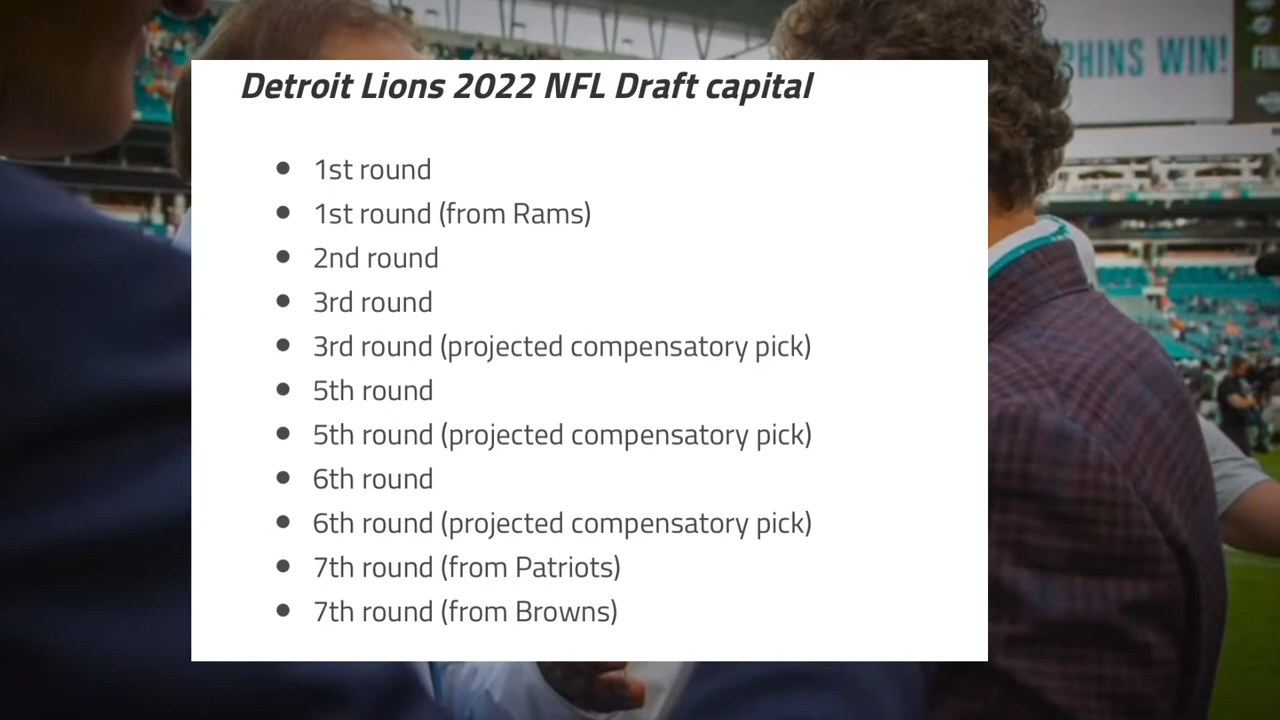 Detroit Lions 2022 NFL Draft capital
PHINS WIN!
1st round
1st round (from Rams)
2nd round
3rd round
3rd round (projected compensatory pick)
5th round
5th round (projected compensatory pick)
6th round
6th round (projected compensatory pick)
7th round (from Patriots)
7th round (from Browns)